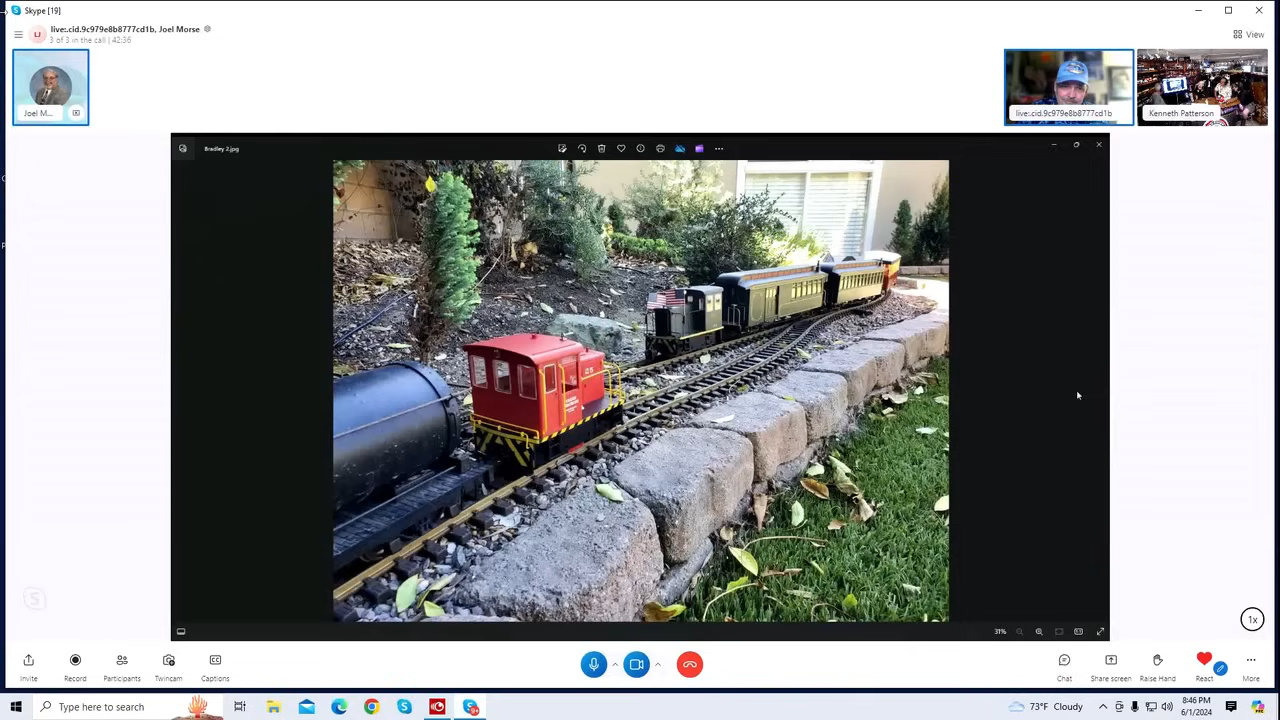 Skype [19]
live:.cid.9c979e8b8777cd1b, Joel Morse
3 of 3 in the call | 42:36
View
Joel M...
live:.cid.9c979e8b8777cd1b
Kenneth Patterson
Bradley 2.jpg
25
31%
1x
Invite
Record
Participants
Twincam
Captions
Chat
Share screen
Raise Hand
React
More
Type here to search
73°F Cloudy
8:46 PM
6/1/2024